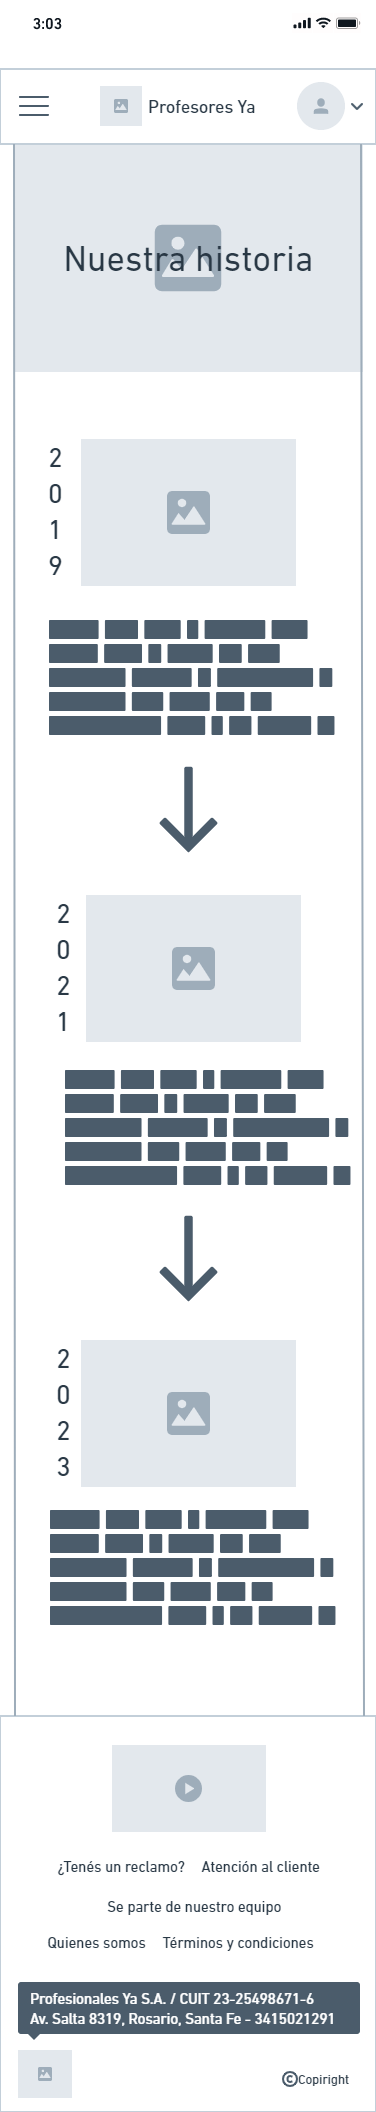 3:03
Profesores Ya
Nuestra historia
2
0
1
9
2
0
2
1
2
0
2
3
¿Tenés un reclamo? Atención al cliente
Se parte de nuestro equipo
Quienes somos Términos y condiciones
Profesionales Ya S.A. / CUIT 23-25498671-6
Av. Salta 8319, Rosario, Santa Fe - 3415021291
©Copiright